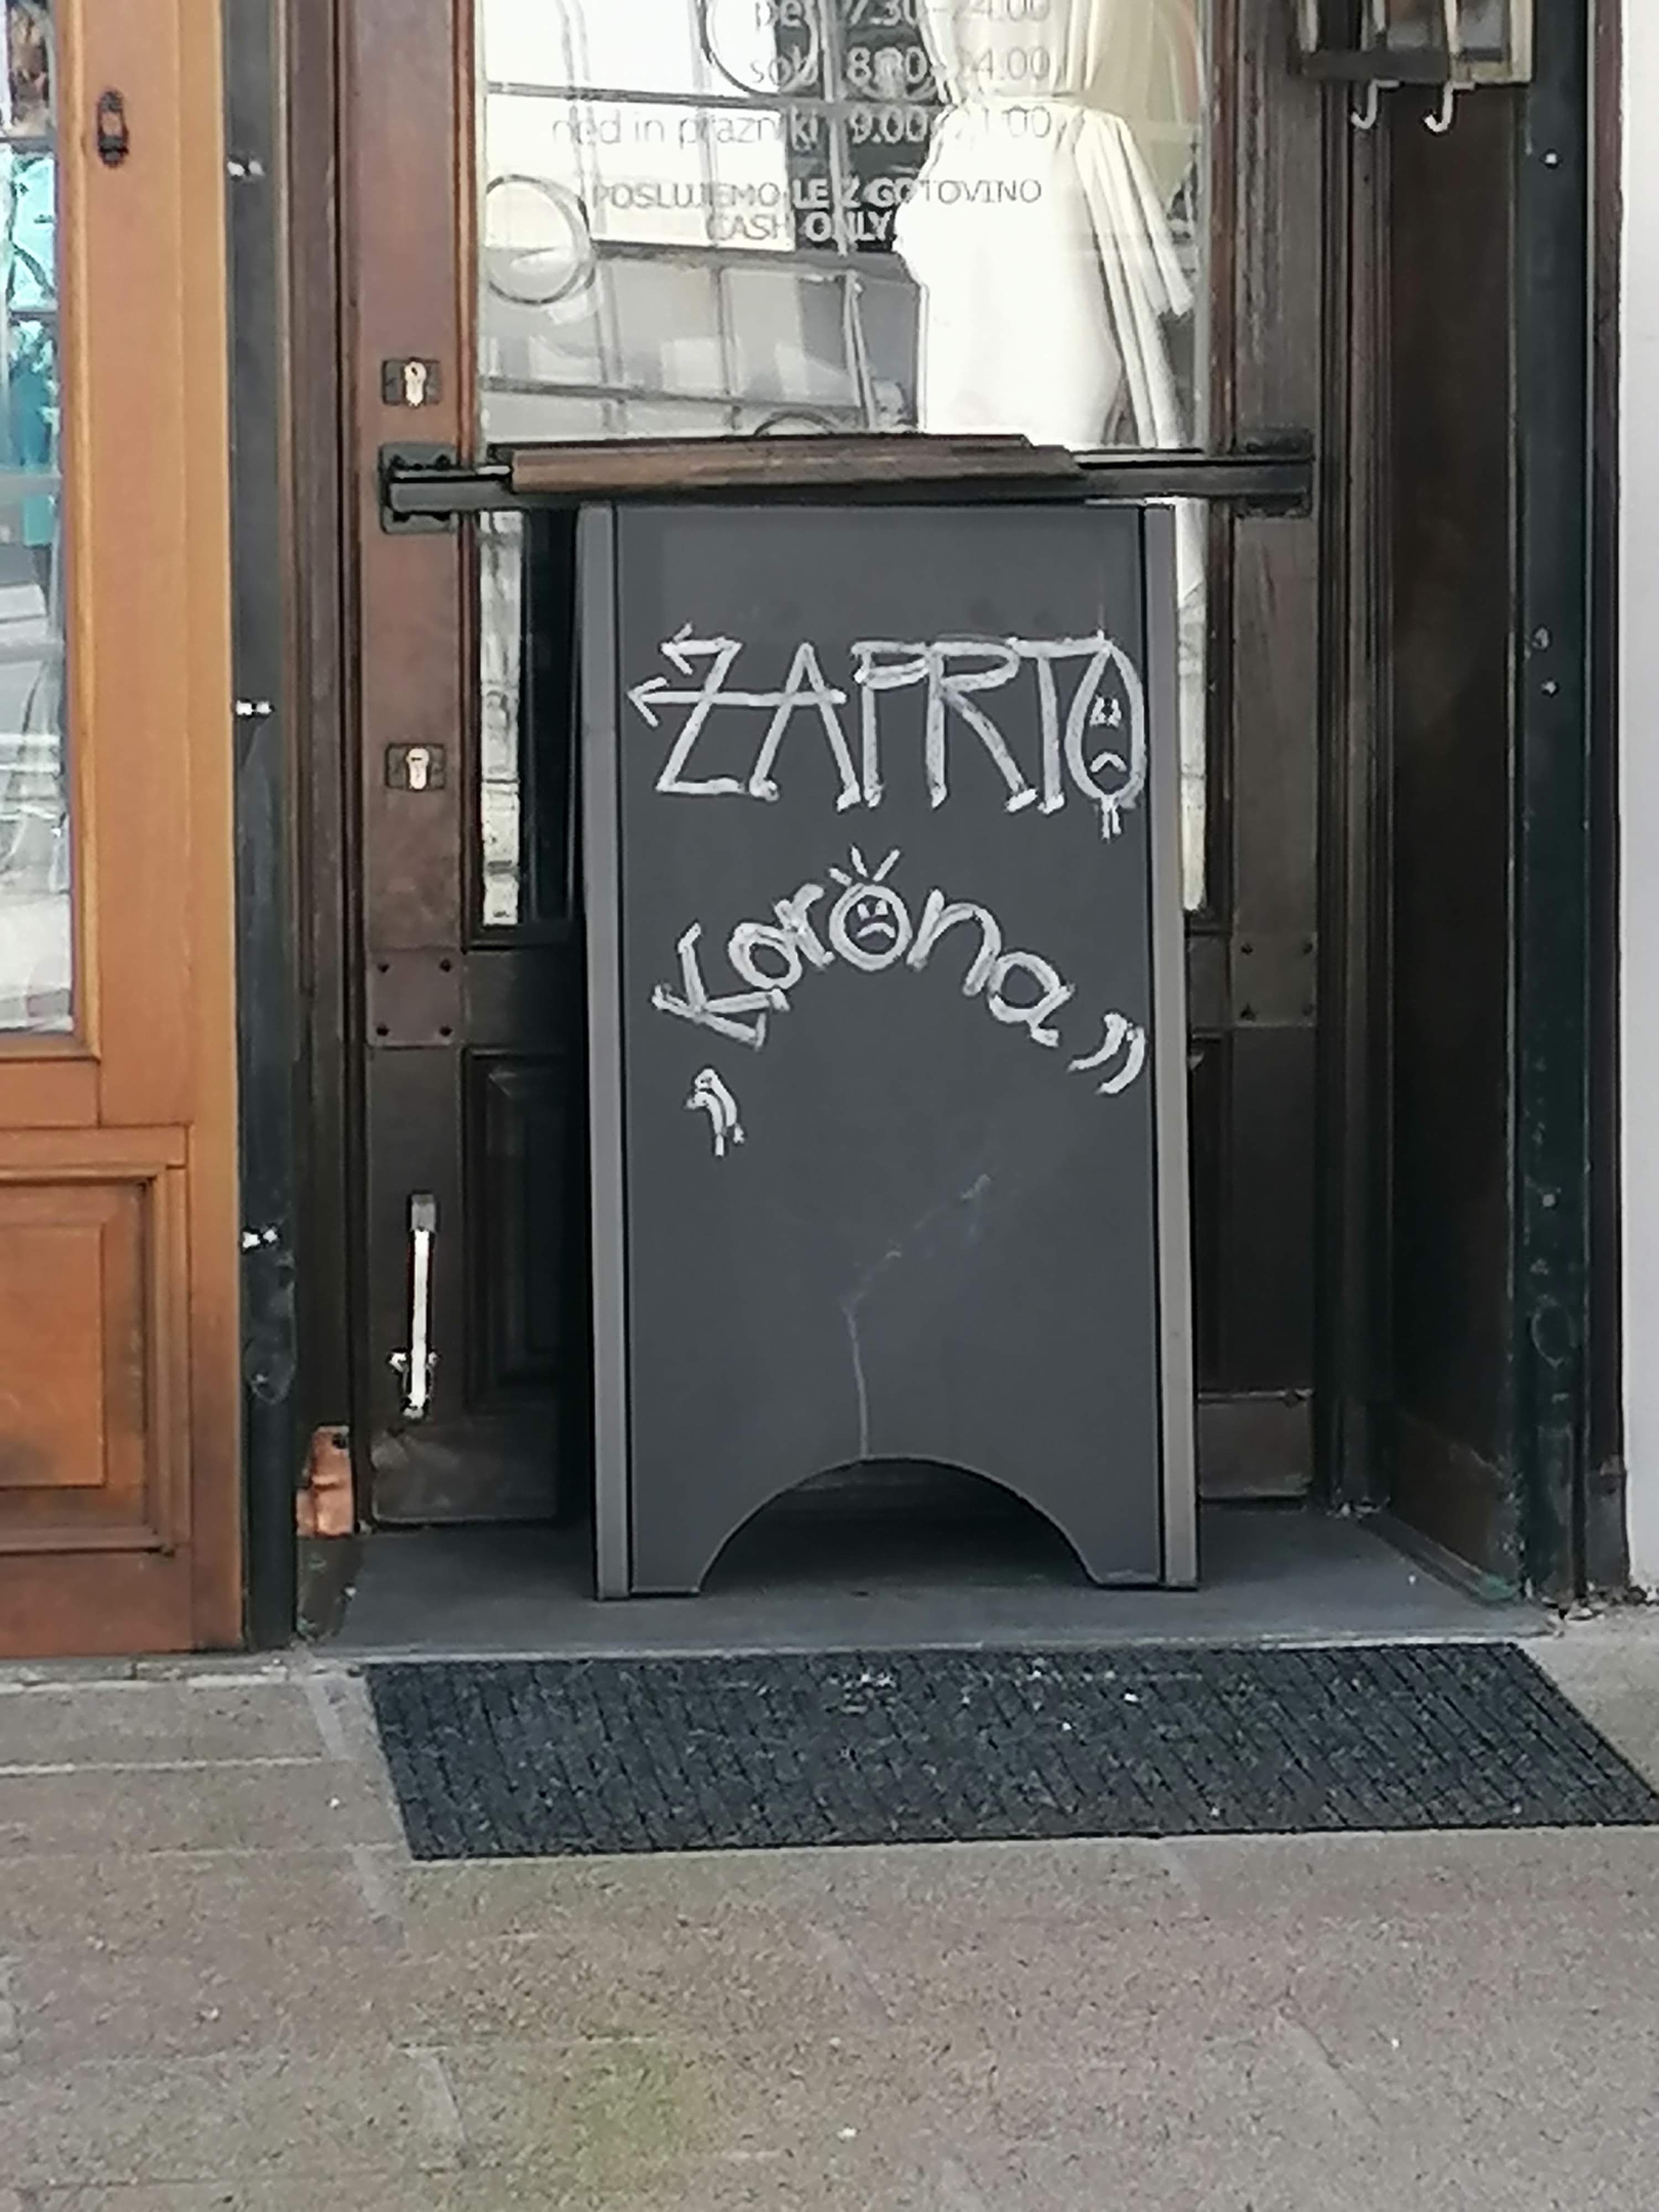 pet 7.30-24.00
sob 8.00-24.00
ned in prazniki 9.00-21.00
POSLUJEMO LE Z GOTOVINO
CASH ONLY
ZAPRTO
"Korona"